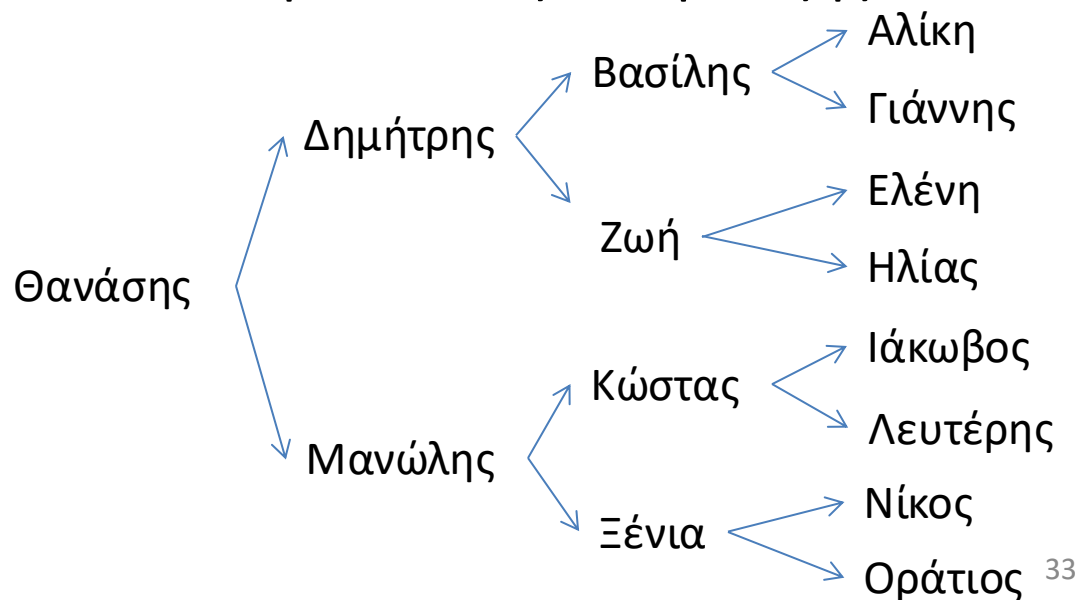 Αλίκη
Βασίλης
Γιάννης
Δημήτρης
Ελένη
Ζωή
Ηλίας
Θανάσης
Ιάκωβος
Κώστας
Λευτέρης
Μανώλης
Νίκος
Ξένια
Οράτιος
33